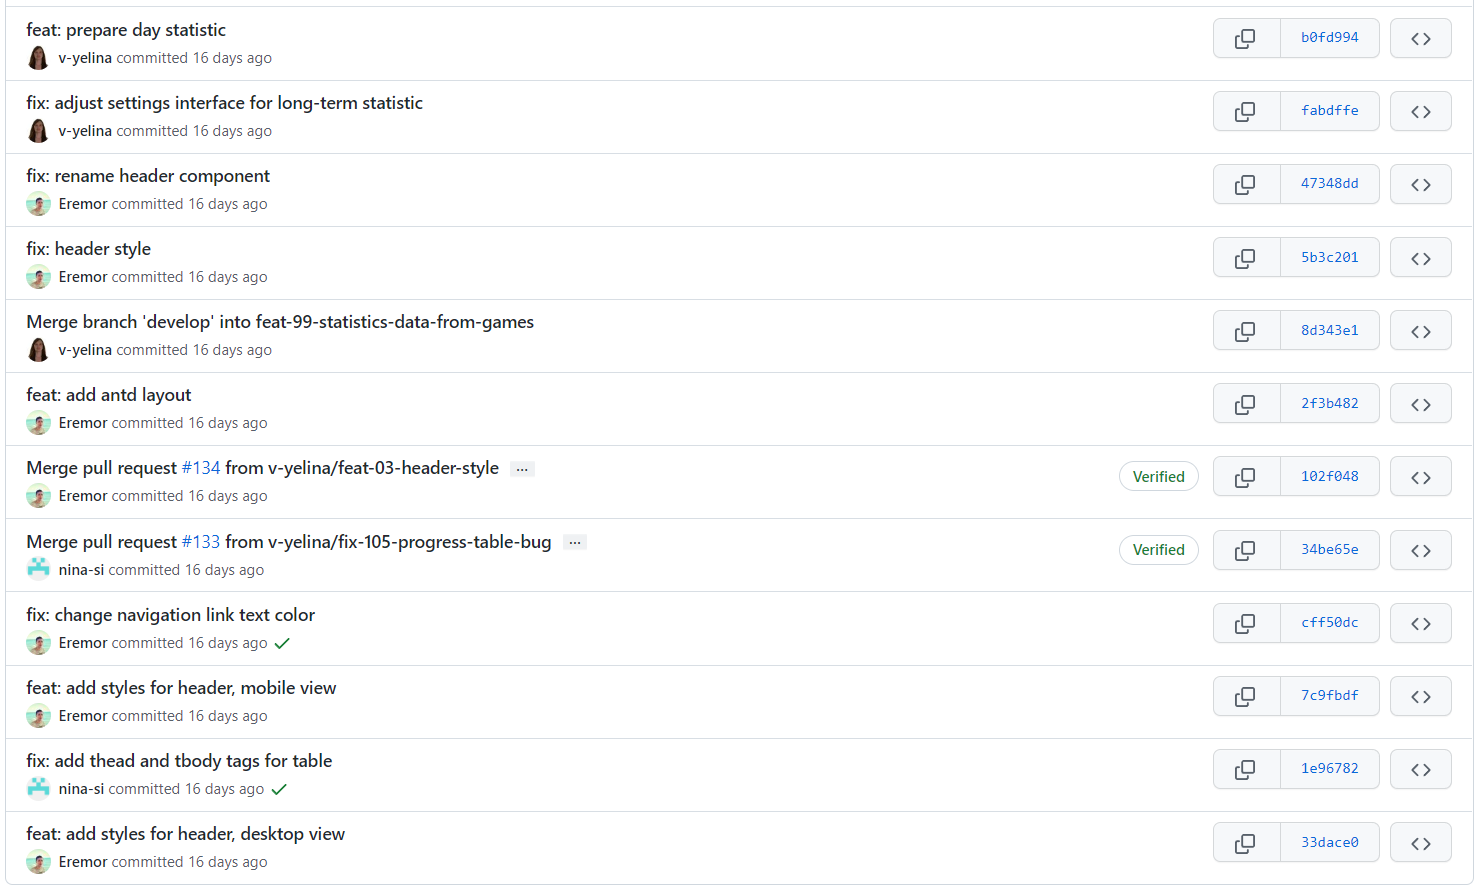 feat: prepare day statistic
v-yelina committed 16 days ago
b0fd994
fix: adjust settings interface for long-term statistic
v-yelina committed 16 days ago
fabdffe
fix: rename header component
Eremor committed 16 days ago
47348dd
fix: header style
Eremor committed 16 days ago
5b3c201
Merge branch 'develop' into feat-99-statistics-data-from-games
v-yelina committed 16 days ago
8d343e1
feat: add antd layout
Eremor committed 16 days ago
2f3b482
Merge pull request #134 from v-yelina/feat-03-header-style ...
Eremor committed 16 days ago
Verified
102f048
Merge pull request #133 from v-yelina/fix-105-progress-table-bug ...
nina-si committed 16 days ago
Verified
34be65e
fix: change navigation link text color
Eremor committed 16 days ago
cff50dc
feat: add styles for header, mobile view
Eremor committed 16 days ago
7c9fbdf
fix: add thead and tbody tags for table
nina-si committed 16 days ago
1e96782
feat: add styles for header, desktop view
Eremor committed 16 days ago
33dace0